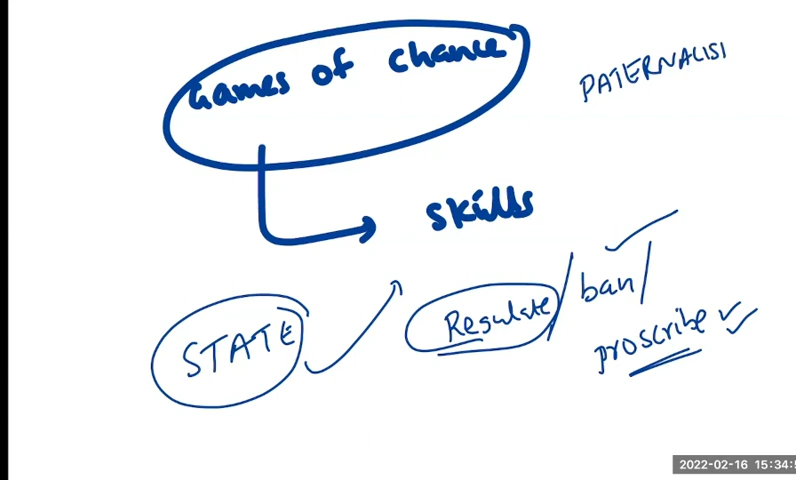 Games of chance
PATERNALISI
skills
STATE
Regulate / ban /
proscribe
2022-02-16 15:34:5